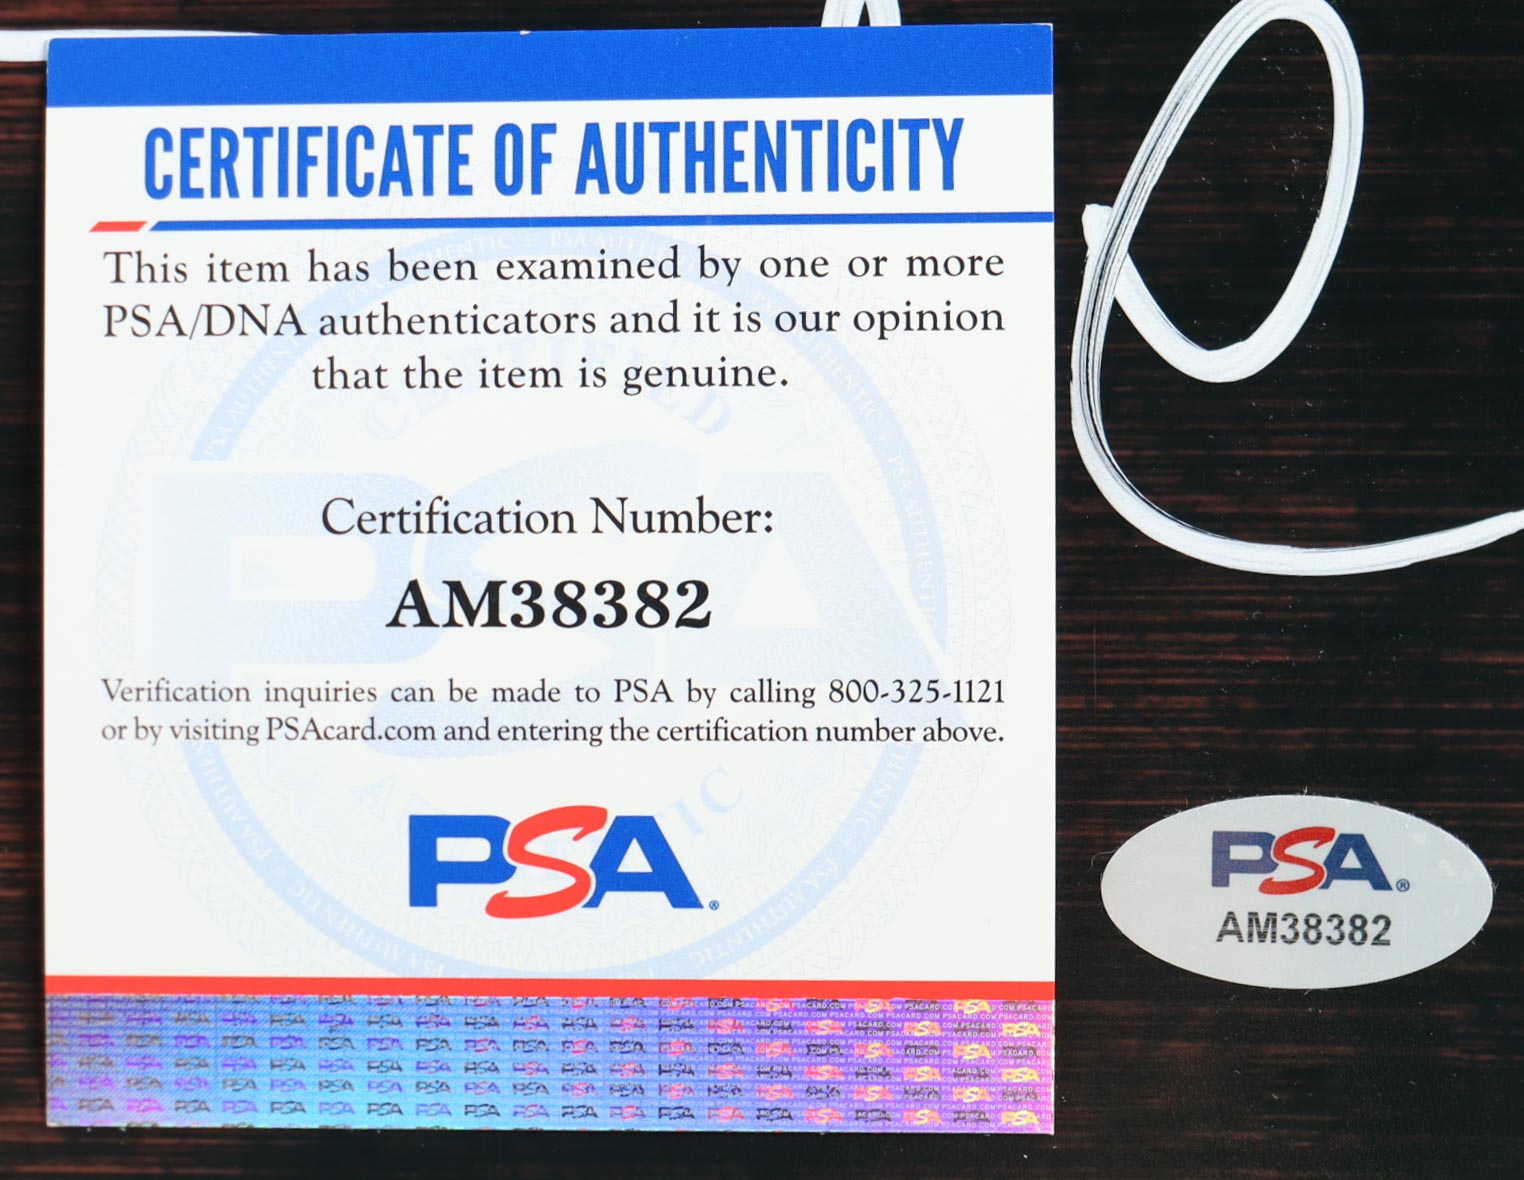 CERTIFICATE OF AUTHENTICITY
This item has been examined by one or more
PSA/DNA authenticators and it is our opinion
that the item is genuine.
Certification Number:
AM38382
Verification inquiries can be made to PSA by calling 800-325-1121
or by visiting PSAcard.com and entering the certification number above.
PSA®
PSA®
AM38382